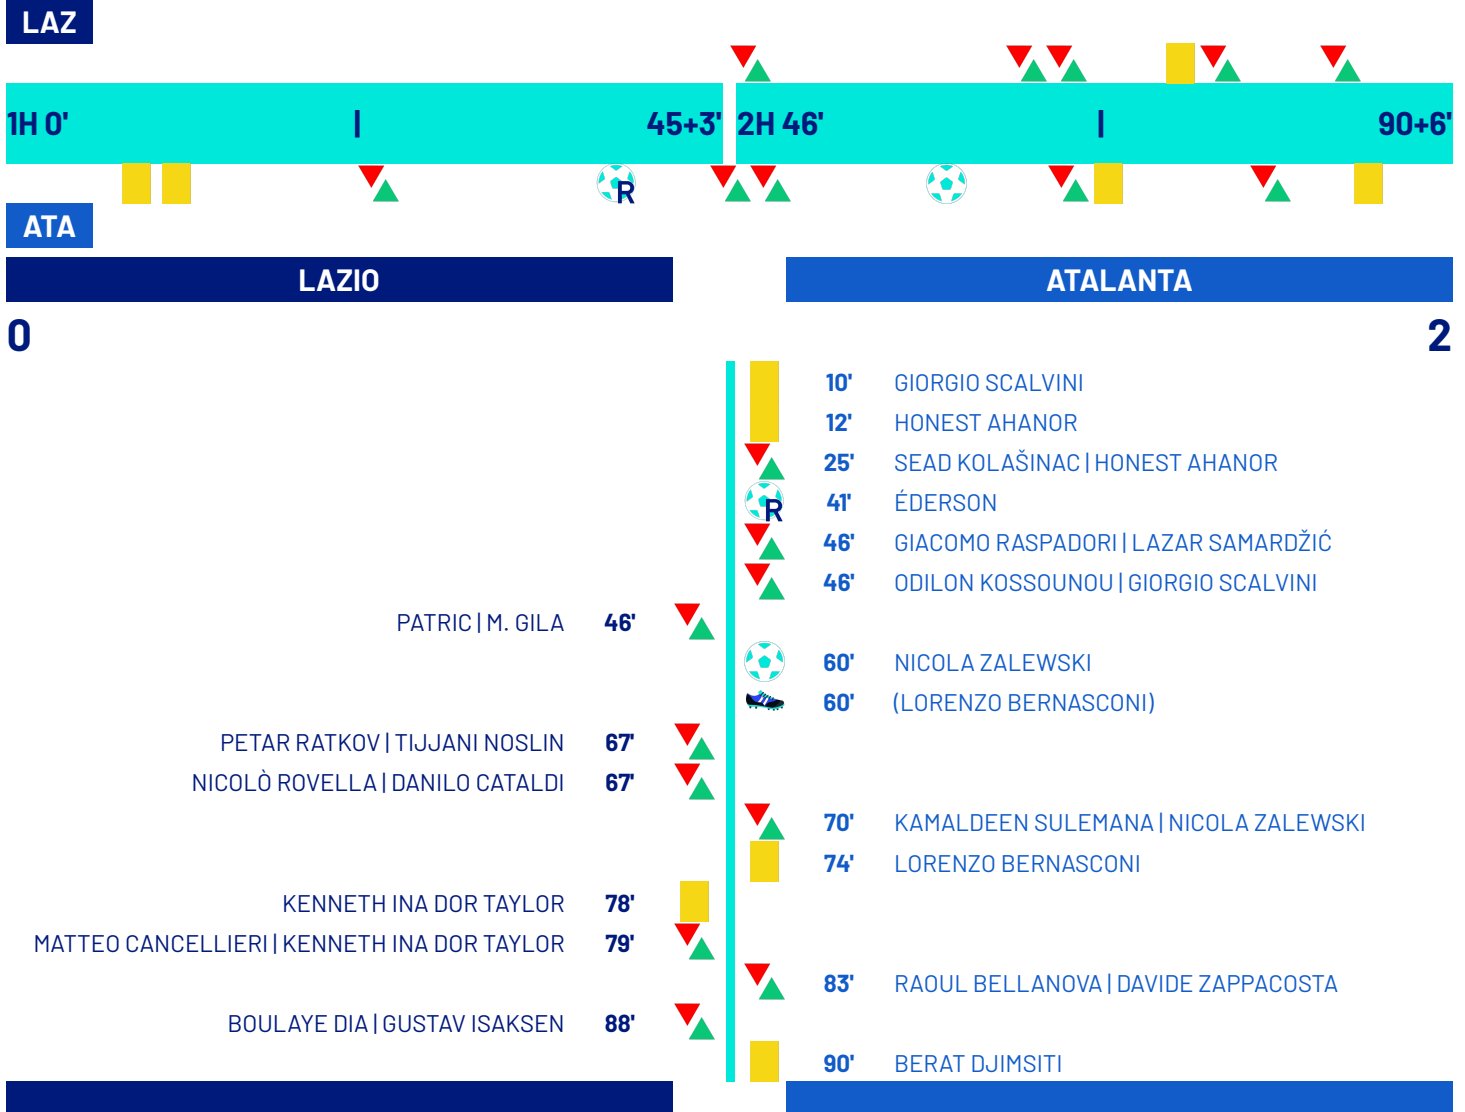 LAZ
1H 0' | 45+3' 2H 46' | 90+6'
R
ATA
LAZIO ATALANTA
0 2
10' GIORGIO SCALVINI
12' HONEST AHANOR
25' SEAD KOLAŠINAC | HONEST AHANOR
R 41' ÉDERSON
46' GIACOMO RASPADORI | LAZAR SAMARDŽIĆ
46' ODILON KOSSOUNOU | GIORGIO SCALVINI
PATRIC | M. GILA 46'
60' NICOLA ZALEWSKI
60' (LORENZO BERNASCONI)
PETAR RATKOV | TIJJANI NOSLIN 67'
NICOLÒ ROVELLA | DANILO CATALDI 67'
70' KAMALDEEN SULEMANA | NICOLA ZALEWSKI
74' LORENZO BERNASCONI
KENNETH INA DOR TAYLOR 78'
MATTEO CANCELLIERI | KENNETH INA DOR TAYLOR 79'
83' RAOUL BELLANOVA | DAVIDE ZAPPACOSTA
BOULAYE DIA | GUSTAV ISAKSEN 88'
90' BERAT DJIMSITI